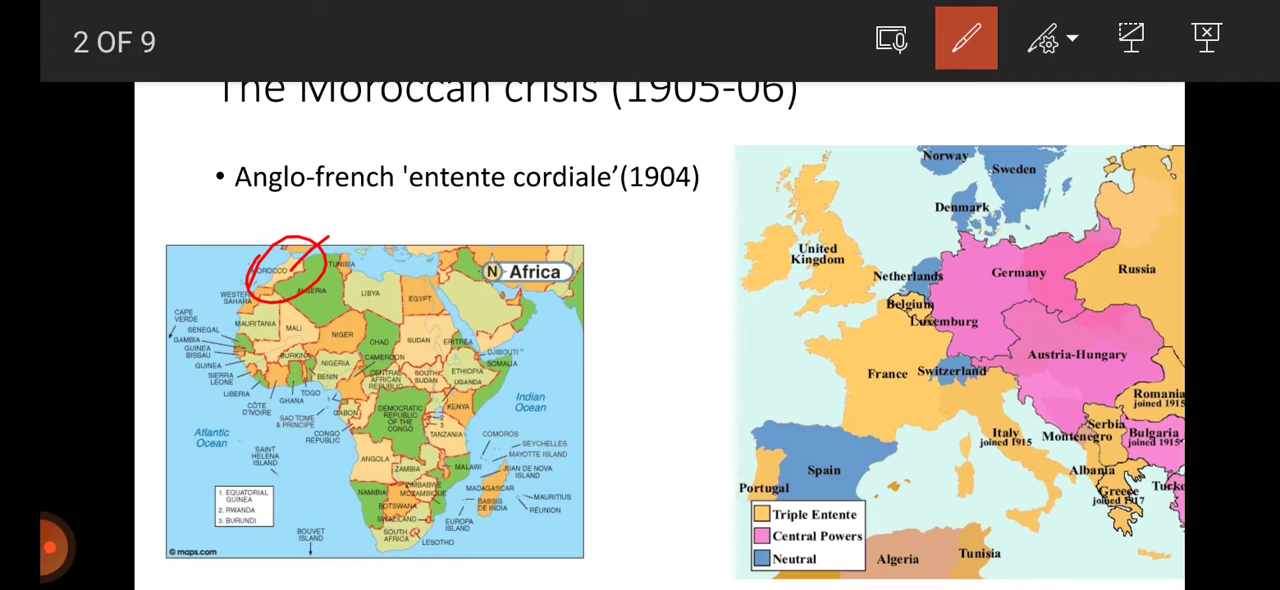 2 OF 9
The Moroccan crisis (1905-06)
• Anglo-french 'entente cordiale'(1904)
N Africa
MOROCCO
TUNISIA
ALGERIA
LIBYA
EGYPT
WESTERN
SAHARA
CAPE
VERDE
MAURITANIA
MALI
NIGER
CHAD
SUDAN
ERITREA
SENEGAL
GAMBIA
GUINEA
BISSAU
GUINEA
SIERRA
LEONE
LIBERIA
CÔTE
D'IVOIRE
BURKINA
GHANA
TOGO
BENIN
NIGERIA
CAMEROON
CENTRAL
AFRICAN
REPUBLIC
SOUTH
SUDAN
ETHIOPIA
DJIBOUTI
SOMALIA
UGANDA
KENYA
SAO TOME
& PRINCIPE
GABON
CONGO
REPUBLIC
DEMOCRATIC
REPUBLIC
OF THE
CONGO
2
3
TANZANIA
Indian
Ocean
Atlantic
Ocean
SAINT
HELENA
ISLAND
COMOROS
SEYCHELLES
MAYOTTE ISLAND
JUAN DE NOVA
ISLAND
ANGOLA
ZAMBIA
MALAWI
ZIMBABWE
MOZAMBIQUE
MADAGASCAR
BASSIS
DE INDIA
MAURITIUS
RÉUNION
NAMIBIA
BOTSWANA
SWAZILAND
EUROPA
ISLAND
SOUTH
AFRICA
LESOTHO
BOUVET
ISLAND
1. EQUATORIAL
GUINEA
2. RWANDA
3. BURUNDI
© maps.com
Norway
Sweden
Denmark
United
Kingdom
Netherlands
Germany
Russia
Belgium
Luxemburg
Austria-Hungary
France
Switzerland
Romania
joined 1915
Italy
joined 1915
Serbia
Montenegro
Bulgaria
joined 1915
Albania
Greece
joined 1917
Turke
Spain
Portugal
Triple Entente
Central Powers
Neutral
Algeria
Tunisia